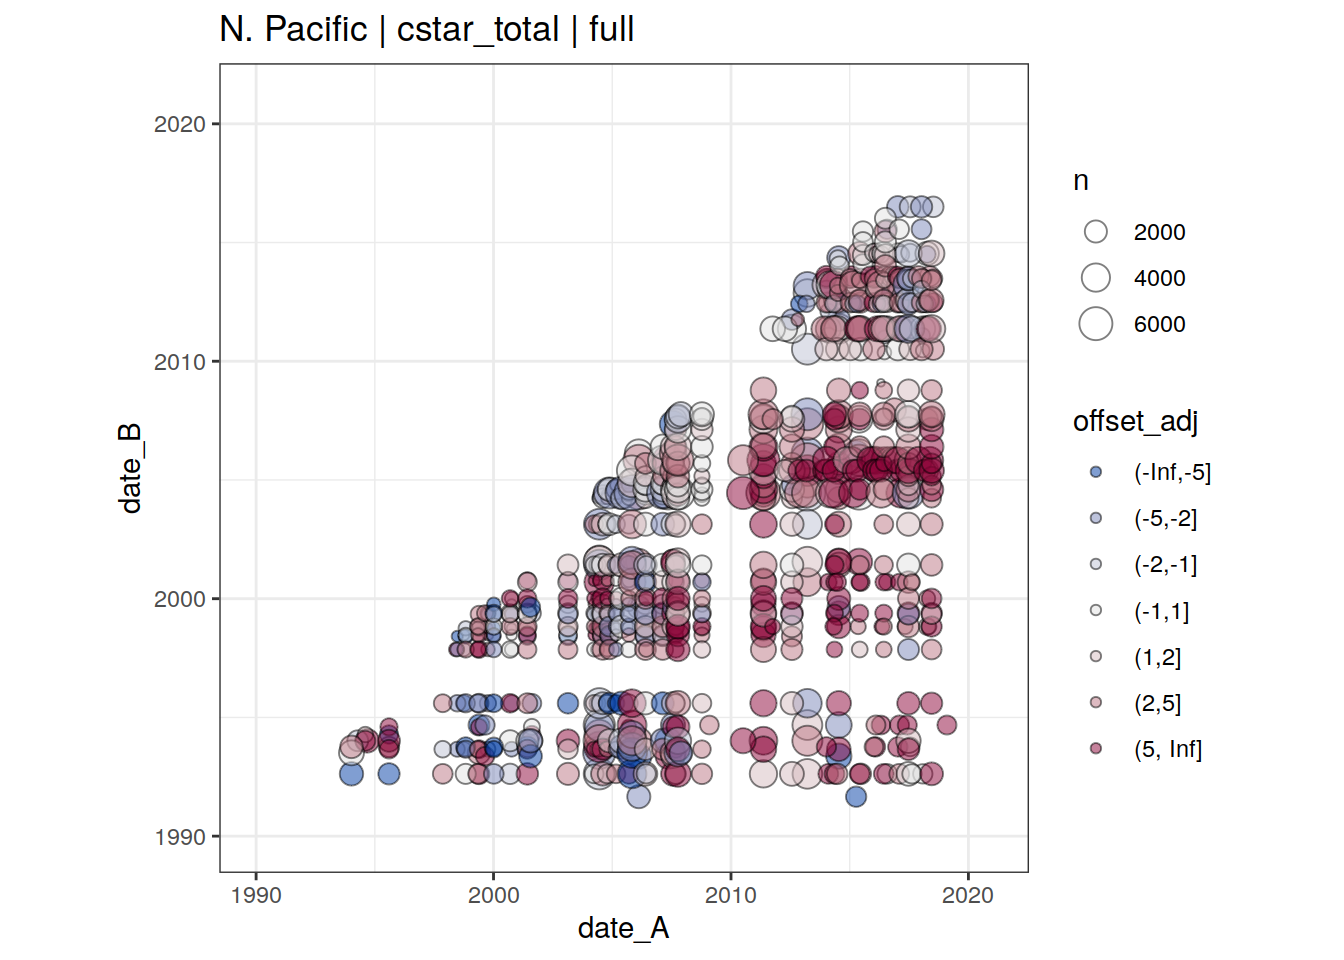 N. Pacific | cstar_total | full
date_B
2020
2010
2000
1990
1990 2000 2010 2020
date_A
n
2000
4000
6000
offset_adj
(-Inf,-5]
(-5,-2]
(-2,-1]
(-1,1]
(1,2]
(2,5]
(5, Inf]